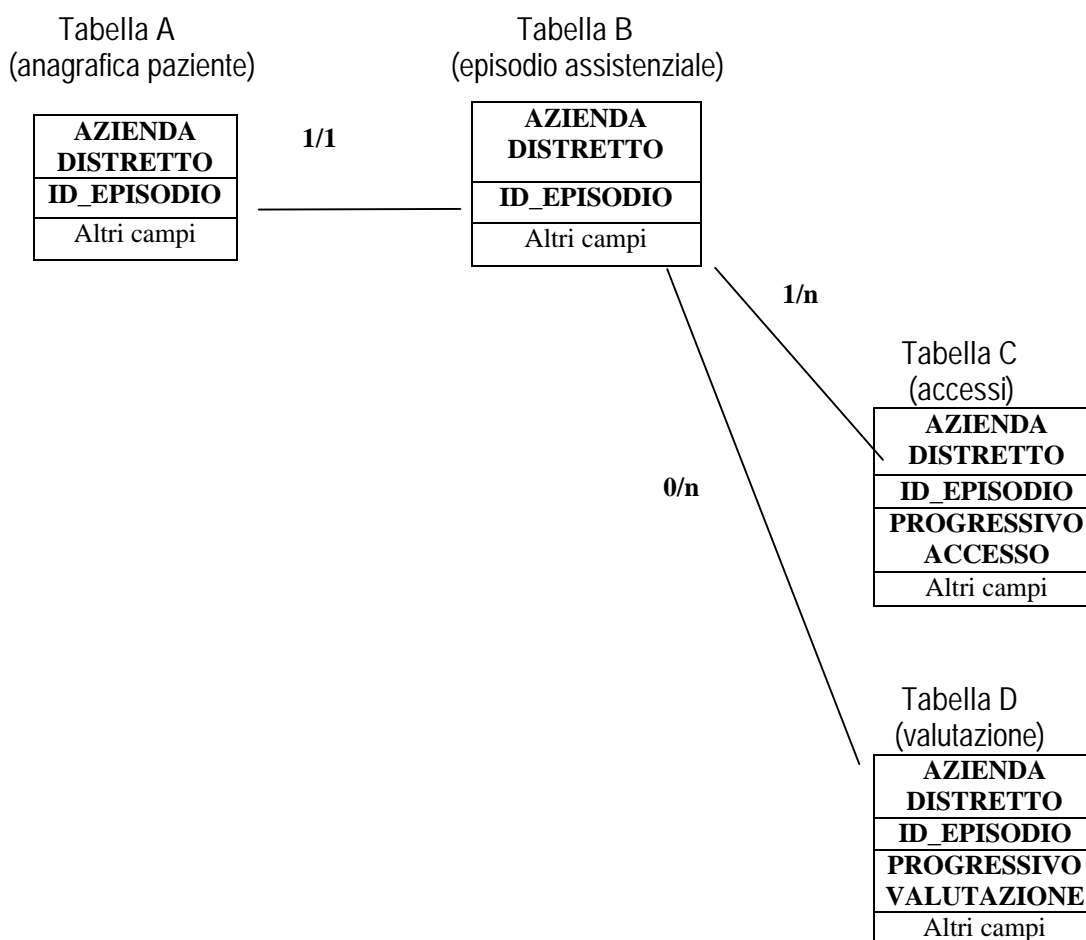 Tabella A
(anagrafica paziente)
AZIENDA
DISTRETTO
ID_EPISODIO
Altri campi
1/1
Tabella B
(episodio assistenziale)
AZIENDA
DISTRETTO
ID_EPISODIO
Altri campi
1/n
Tabella C
(accessi)
AZIENDA
DISTRETTO
ID_EPISODIO
PROGRESSIVO
ACCESSO
Altri campi
0/n
Tabella D
(valutazione)
AZIENDA
DISTRETTO
ID_EPISODIO
PROGRESSIVO
VALUTAZIONE
Altri campi